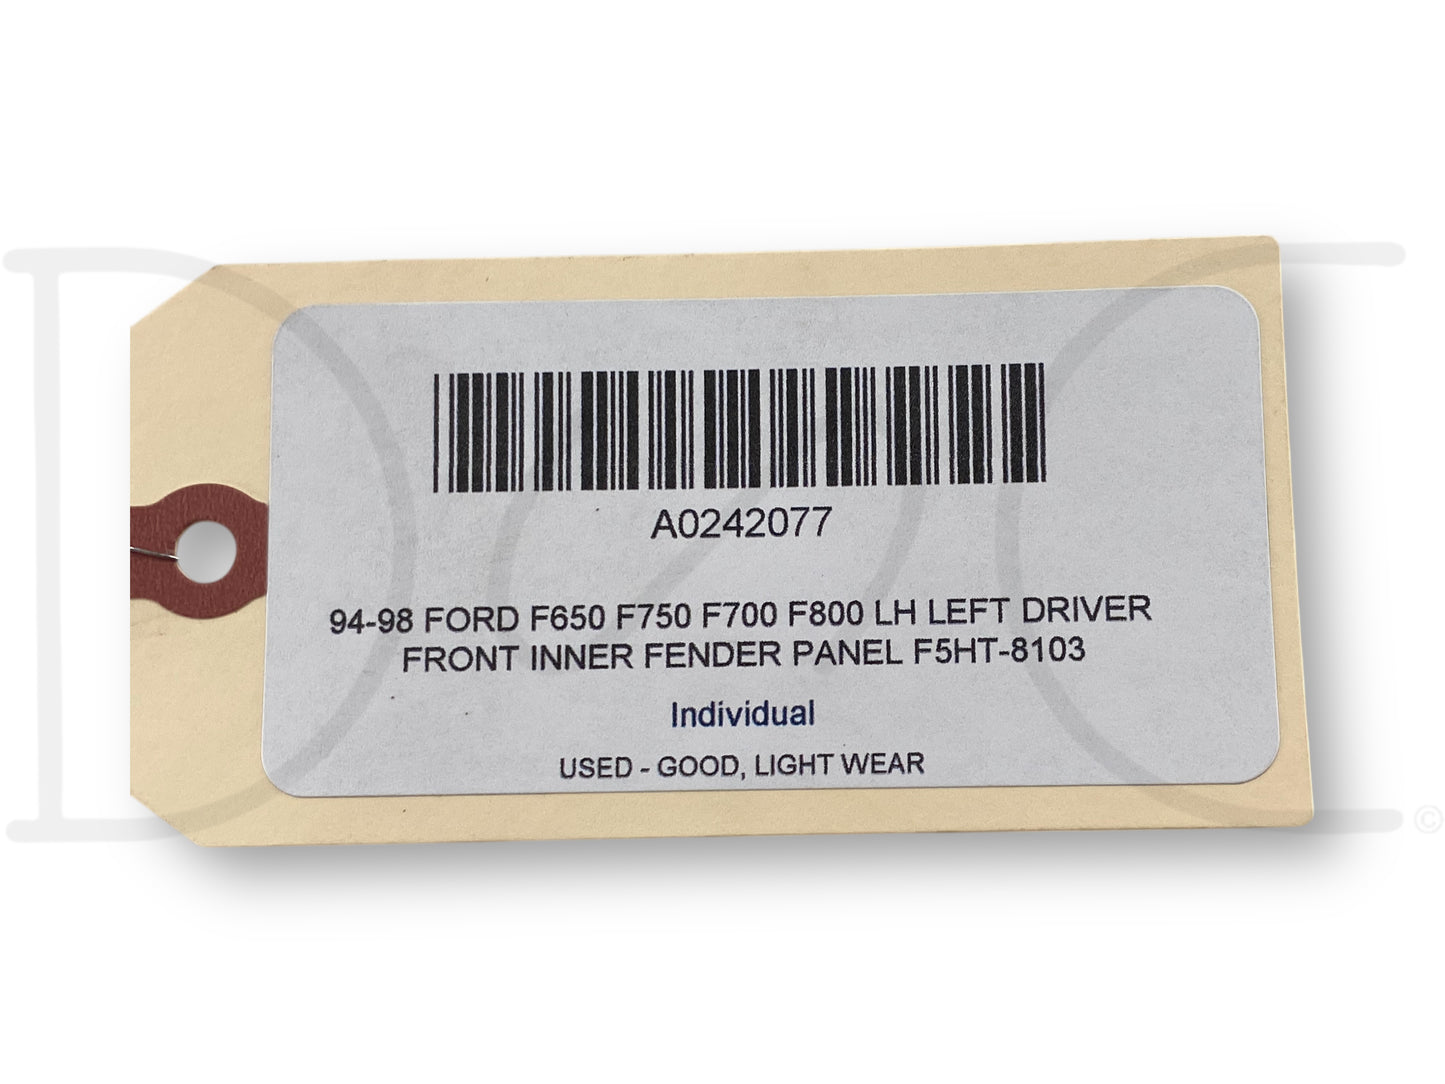 A0242077
94-98 FORD F650 F750 F700 F800 LH LEFT DRIVER
FRONT INNER FENDER PANEL F5HT-8103
Individual
USED - GOOD, LIGHT WEAR
©